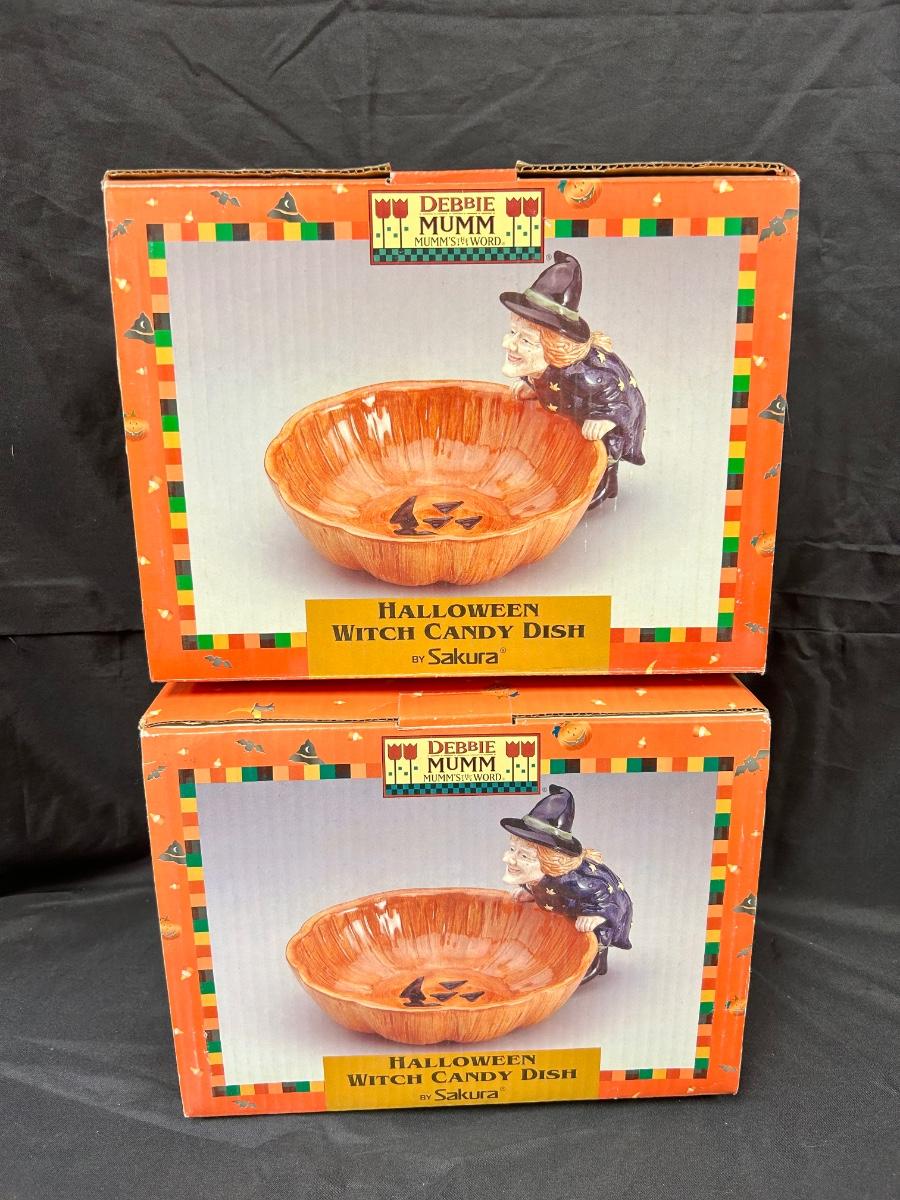 DEBBIE
MUMM
MUMM'S THE WORD®
HALLOWEEN
WITCH CANDY DISH
BY Sakura®
DEBBIE
MUMM
MUMM'S THE WORD®
HALLOWEEN
WITCH CANDY DISH
BY Sakura®